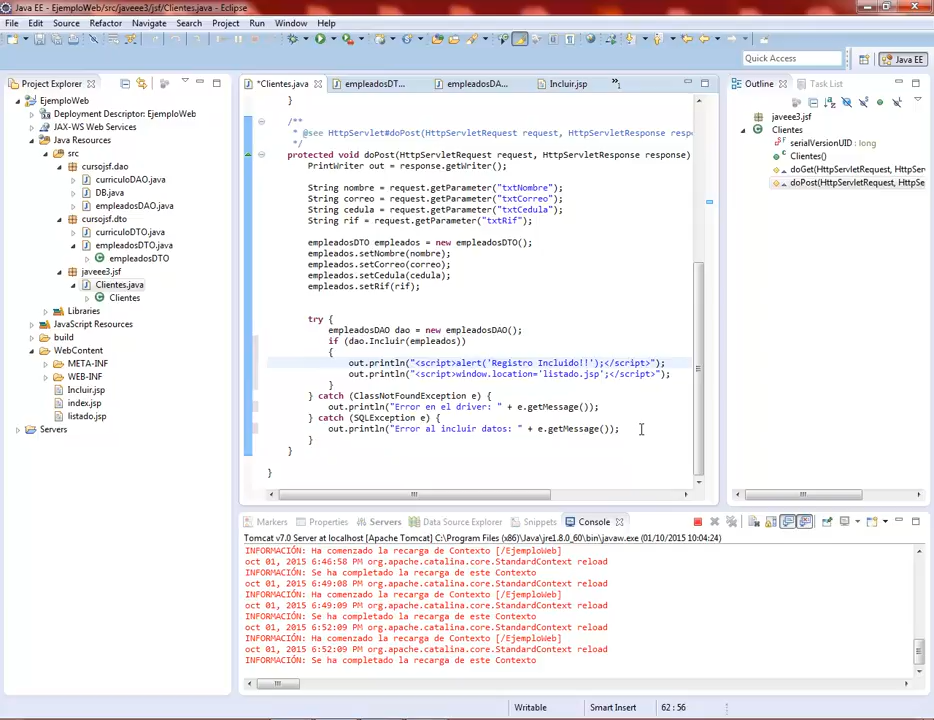 Java EE - EjemploWeb/src/javeee3/jsf/Clientes.java - Eclipse
File Edit Source Refactor Navigate Search Project Run Window Help
Quick Access
Java EE
Project Explorer
EjemploWeb
Deployment Descriptor: EjemploWeb
JAX-WS Web Services
Java Resources
src
cursojsf.dao
curriculoDAO.java
DB.java
empleadosDAO.java
cursojsf.dto
curriculoDTO.java
empleadosDTO.java
empleadosDTO
javeee3.jsf
Clientes.java
Clientes
Libraries
JavaScript Resources
build
WebContent
META-INF
WEB-INF
Incluir.jsp
index.jsp
listado.jsp
Servers
*Clientes.java empleadosDT... empleadosDA... Incluir.jsp »1
}
/**
* @see HttpServlet#doPost(HttpServletRequest request, HttpServletResponse respo
*/
protected void doPost(HttpServletRequest request, HttpServletResponse response)
PrintWriter out = response.getWriter();
String nombre = request.getParameter("txtNombre");
String correo = request.getParameter("txtCorreo");
String cedula = request.getParameter("txtCedula");
String rif = request.getParameter("txtRif");
empleadosDTO empleados = new empleadosDTO();
empleados.setNombre(nombre);
empleados.setCorreo(correo);
empleados.setCedula(cedula);
empleados.setRif(rif);
try {
empleadosDAO dao = new empleadosDAO();
if (dao.Incluir(empleados))
{
out.println("<script>alert('Registro Incluido!!');</script>");
out.println("<script>window.location='listado.jsp';</script>");
}
} catch (ClassNotFoundException e) {
out.println("Error en el driver: " + e.getMessage());
} catch (SQLException e) {
out.println("Error al incluir datos: " + e.getMessage());
}
}
}
Outline Task List
javeee3.jsf
Clientes
serialVersionUID : long
Clientes()
doGet(HttpServletRequest, HttpSer
doPost(HttpServletRequest, HttpSe
Markers Properties Servers Data Source Explorer Snippets Console
Tomcat v7.0 Server at localhost [Apache Tomcat] C:\Program Files (x86)\Java\jre1.8.0_60\bin\javaw.exe (01/10/2015 10:04:24)
INFORMACIÓN: Ha comenzado la recarga de Contexto [/EjemploWeb]
oct 01, 2015 6:46:58 PM org.apache.catalina.core.StandardContext reload
INFORMACIÓN: Se ha completado la recarga de este Contexto
oct 01, 2015 6:49:08 PM org.apache.catalina.core.StandardContext reload
INFORMACIÓN: Ha comenzado la recarga de Contexto [/EjemploWeb]
oct 01, 2015 6:49:09 PM org.apache.catalina.core.StandardContext reload
INFORMACIÓN: Se ha completado la recarga de este Contexto
oct 01, 2015 6:52:09 PM org.apache.catalina.core.StandardContext reload
INFORMACIÓN: Ha comenzado la recarga de Contexto [/EjemploWeb]
oct 01, 2015 6:52:09 PM org.apache.catalina.core.StandardContext reload
INFORMACIÓN: Se ha completado la recarga de este Contexto
Writable Smart Insert 62 : 56